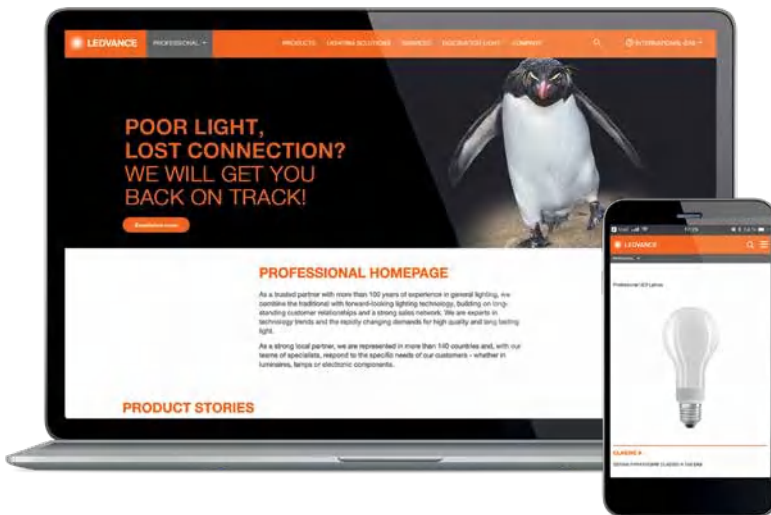 LEDVANCE PROFESSIONAL PRODUCTS LIGHTING SOLUTIONS SERVICES COMPANY
POOR LIGHT,
LOST CONNECTION?
WE WILL GET YOU
BACK ON TRACK!
PROFESSIONAL HOMEPAGE
As a trusted partner with more than 100 years of experience in general lighting, we
combine the traditional with forward-looking lighting technology, building on long-
standing customer relationships and a strong sales network. We are experts in
technology trends and the rapidly changing demands for high quality and long lasting
light.
As a strong local partner, we are represented in more than 140 countries and, with our
teams of specialists, respond to the specific needs of our customers - whether in
luminaires, lamps or electronic components.
PRODUCT STORIES
LEDVANCE
Professional LED Lamps
CLASSIC A